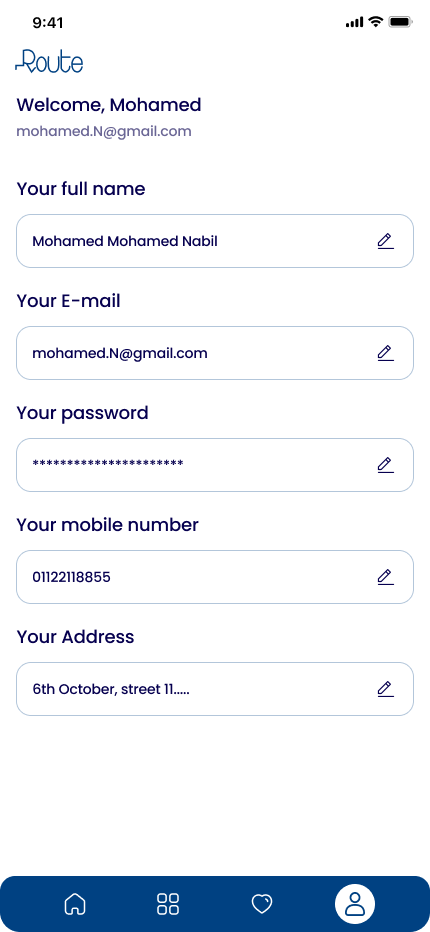 9:41
Route
Welcome, Mohamed
mohamed.N@gmail.com
Your full name
Mohamed Mohamed Nabil
Your E-mail
mohamed.N@gmail.com
Your password
**********************
Your mobile number
01122118855
Your Address
6th October, street 11.....